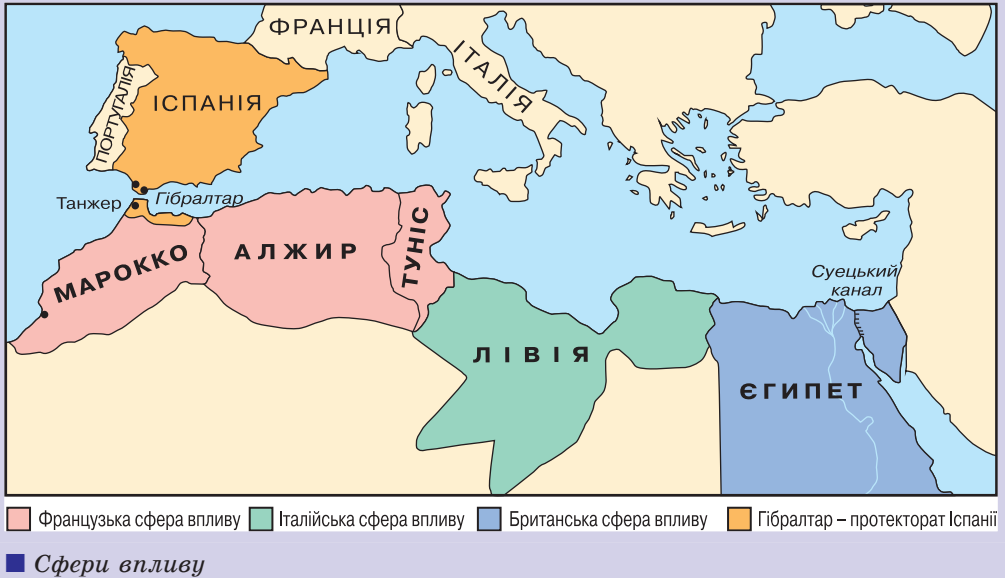 ФРАНЦІЯ
ІТАЛІЯ
ПОРТУГАЛІЯ
ІСПАНІЯ
Танжер
Гібралтар
МАРОККО
АЛЖИР
ТУНІС
Суецький
канал
ЛІВІЯ
ЄГИПЕТ
Французька сфера впливу
Італійська сфера впливу
Британська сфера впливу
Гібралтар – протекторат Іспанії
Сфери впливу